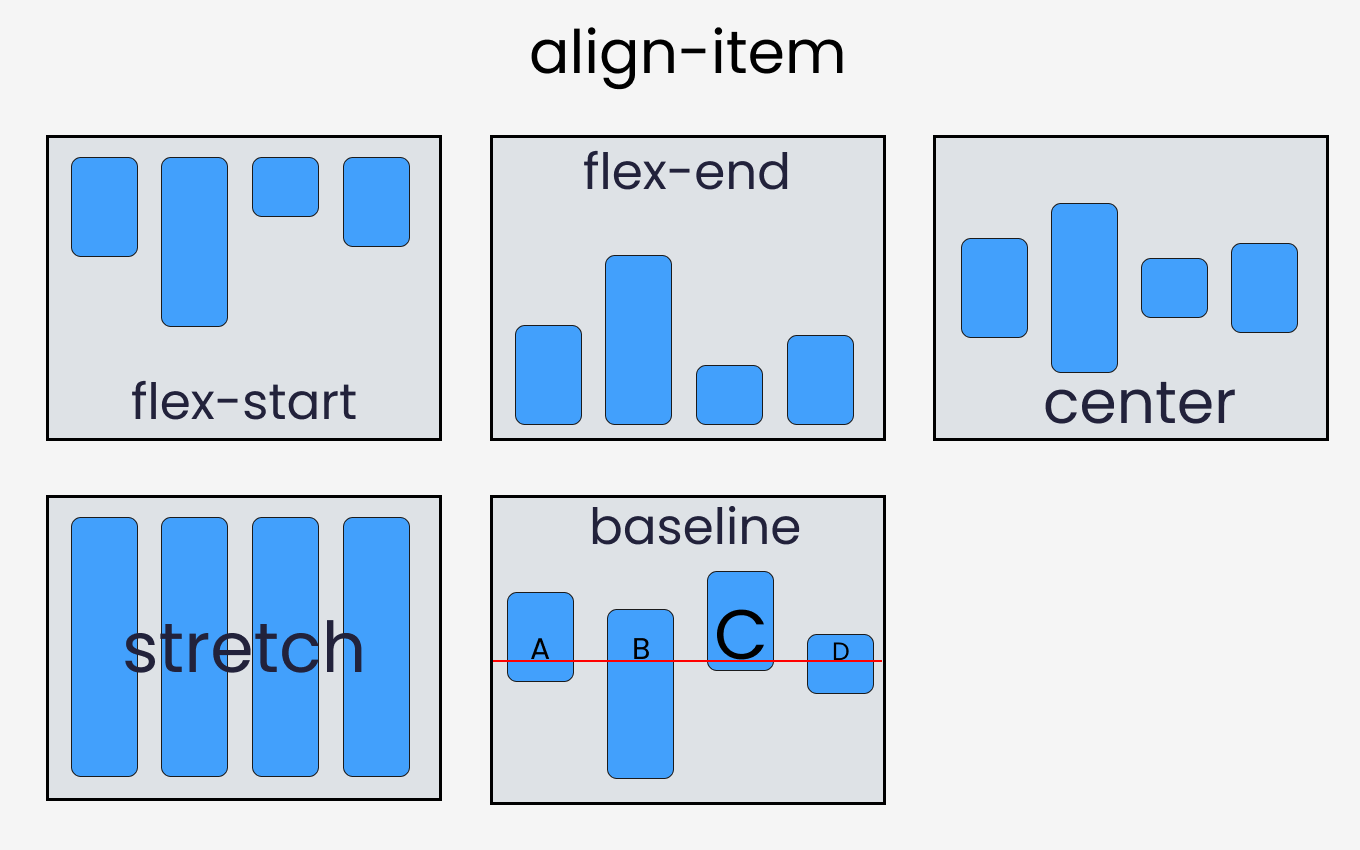 align-item
flex-start
flex-end
center
stretch
baseline
A
B
C
D